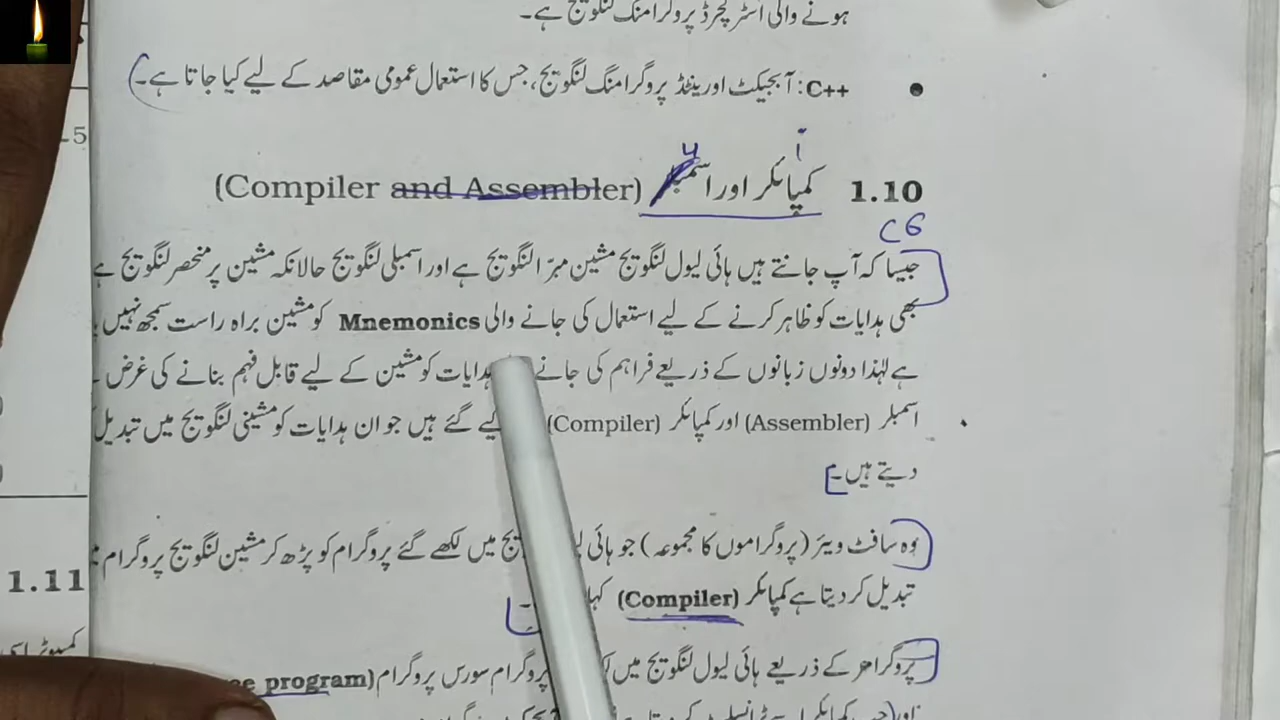 ہونے والی اسٹرکچرڈ پروگرامنگ لنگویج ہے۔
C++ : آبجیکٹ اورینٹڈ پروگرامنگ لنگویج، جس کا استعمال عمومی مقاصد کے لیے کیا جاتا ہے۔
1.10 کمپائلر اور اسمبلر (Compiler and Assembler)
C6
جیسا کہ آپ جانتے ہیں ہائی لیول لنگویج مشین مبرّا لنگویج ہے اور اسمبلی لنگویج حالانکہ مشین پر منحصر لنگویج ہے
بھی ہدایات کو ظاہر کرنے کے لیے استعمال کی جانے والی Mnemonics کو مشین براہ راست سمجھ نہیں
ہے لہٰذا دونوں زبانوں کے ذریعے فراہم کی جانے ہدایات کو مشین کے لیے قابل فہم بنانے کی غرض
اسمبلر (Assembler) اور کمپائلر (Compiler) کیے گئے ہیں جو ان ہدایات کو مشینی لنگویج میں تبدیل
دیتے ہیں۔
وہ سافٹ ویئر (پروگراموں کا مجموعہ) جو ہائی میں لکھے گئے پروگرام کو پڑھ کر مشین لنگویج پروگرام
تبدیل کر دیتا ہے کمپائلر (Compiler)
پروگرامر کے ذریعے ہائی لیول لنگویج میں پروگرام سورس پروگرام program)
5
1.11